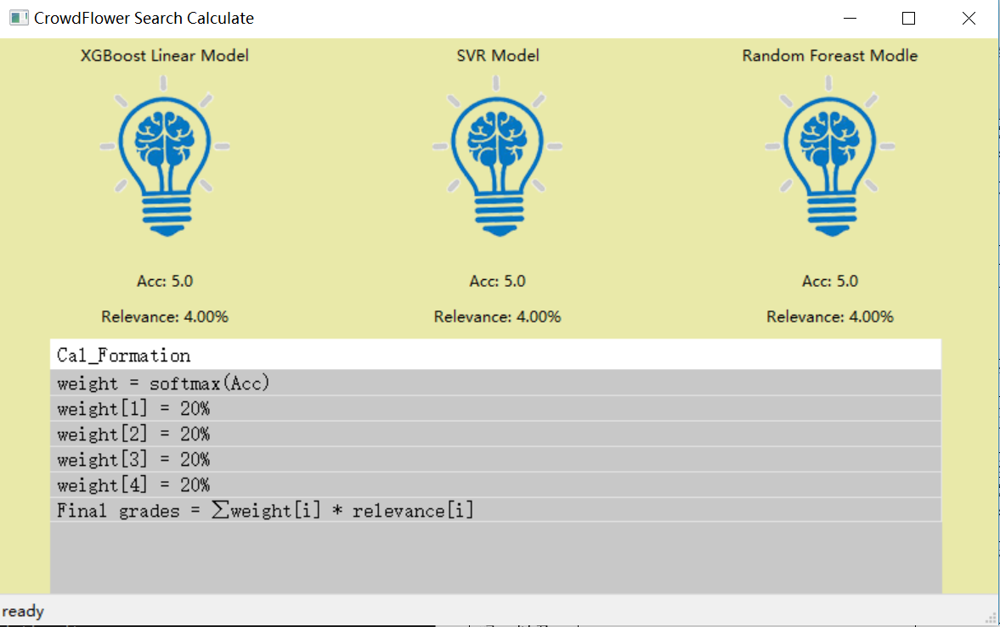 CrowdFlower Search Calculate
XGBoost Linear Model
SVR Model
Random Foreast Modle
Acc: 5.0
Acc: 5.0
Acc: 5.0
Relevance: 4.00%
Relevance: 4.00%
Relevance: 4.00%
Cal_Formation
weight = softmax(Acc)
weight[1] = 20%
weight[2] = 20%
weight[3] = 20%
weight[4] = 20%
Final grades = ∑weight[i] * relevance[i]
ready